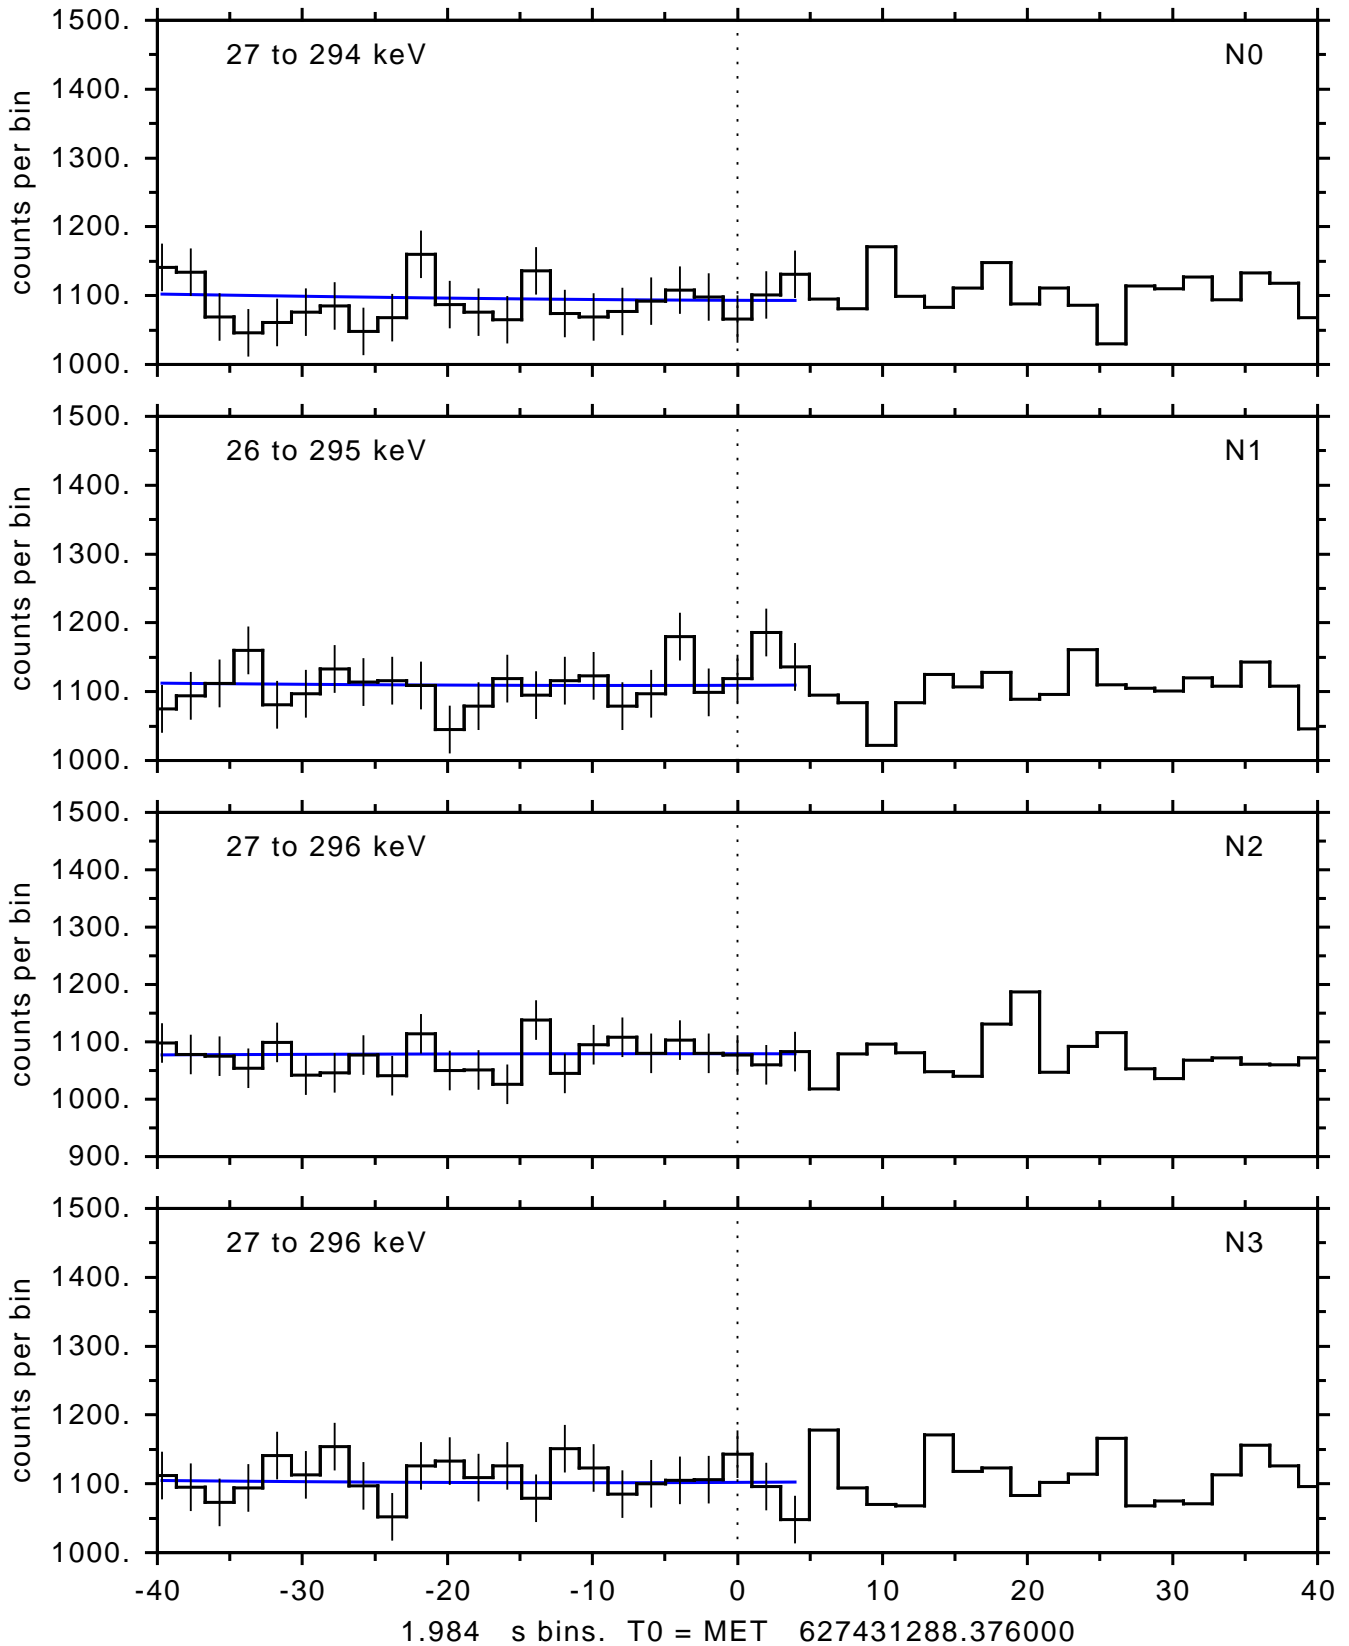 1500.
27 to 294 keV
N0
1400.
1300.
1200.
1100.
1000.
counts per bin
1500.
26 to 295 keV
N1
1400.
1300.
1200.
1100.
1000.
counts per bin
1500.
27 to 296 keV
N2
1400.
1300.
1200.
1100.
1000.
900.
counts per bin
1500.
27 to 296 keV
N3
1400.
1300.
1200.
1100.
1000.
counts per bin
-40 -30 -20 -10 0 10 20 30 40
1.984 s bins. T0 = MET 627431288.376000